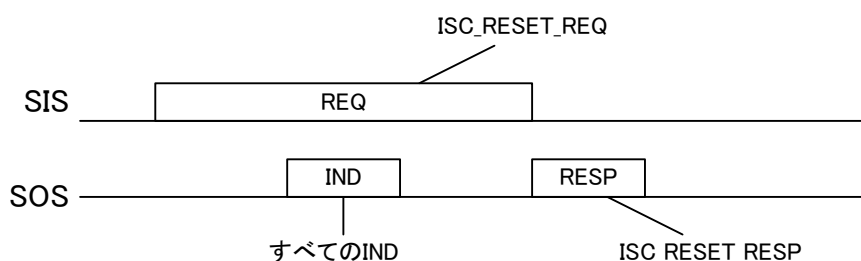 ISC_RESET_REQ
SIS
REQ
SOS
IND
RESP
すべてのIND
ISC RESET RESP